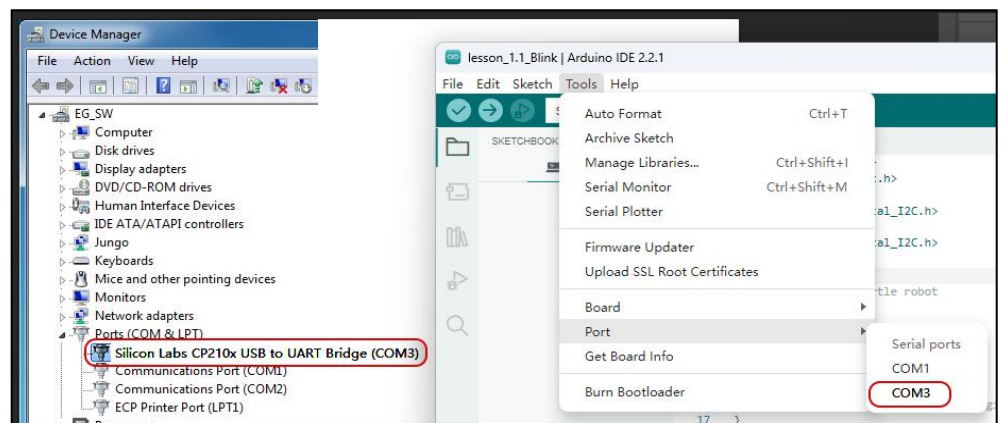 Device Manager
File Action View Help
EG_SW
Computer
Disk drives
Display adapters
DVD/CD-ROM drives
Human Interface Devices
IDE ATA/ATAPI controllers
Jungo
Keyboards
Mice and other pointing devices
Monitors
Network adapters
Ports (COM & LPT)
Silicon Labs CP210x USB to UART Bridge (COM3)
Communications Port (COM1)
Communications Port (COM2)
ECP Printer Port (LPT1)
lesson_1.1_Blink | Arduino IDE 2.2.1
File Edit Sketch Tools Help
SKETCHBOOK
Auto Format Ctrl+T
Archive Sketch
Manage Libraries... Ctrl+Shift+I
Serial Monitor Ctrl+Shift+M
Serial Plotter
Firmware Updater
Upload SSL Root Certificates
Board
Port
Get Board Info
Burn Bootloader
Serial ports
COM1
COM3
.h>
al_I2C.h>
al_I2C.h>
tle robot
17 }